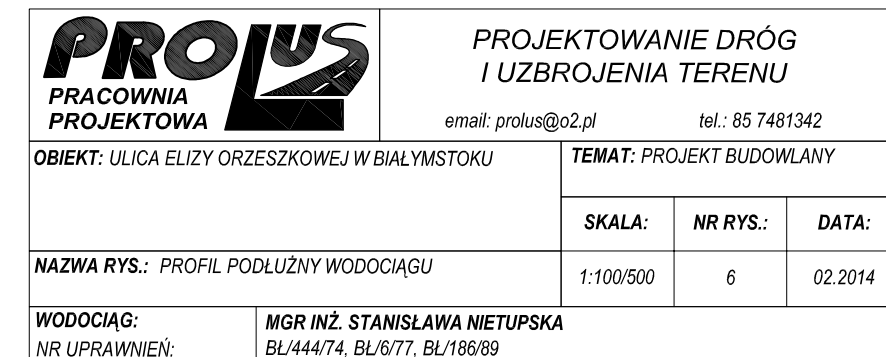 PROLUS
PRACOWNIA
PROJEKTOWA
PROJEKTOWANIE DRÓG
I UZBROJENIA TERENU
email: prolus@o2.pl tel.: 85 7481342
OBIEKT: ULICA ELIZY ORZESZKOWEJ W BIAŁYMSTOKU
TEMAT: PROJEKT BUDOWLANY
SKALA: NR RYS.: DATA:
NAZWA RYS.: PROFIL PODŁUŻNY WODOCIĄGU
1:100/500 6 02.2014
WODOCIĄG: MGR INŻ. STANISŁAWA NIETUPSKA
NR UPRAWNIEŃ: BŁ/444/74, BŁ/6/77, BŁ/186/89